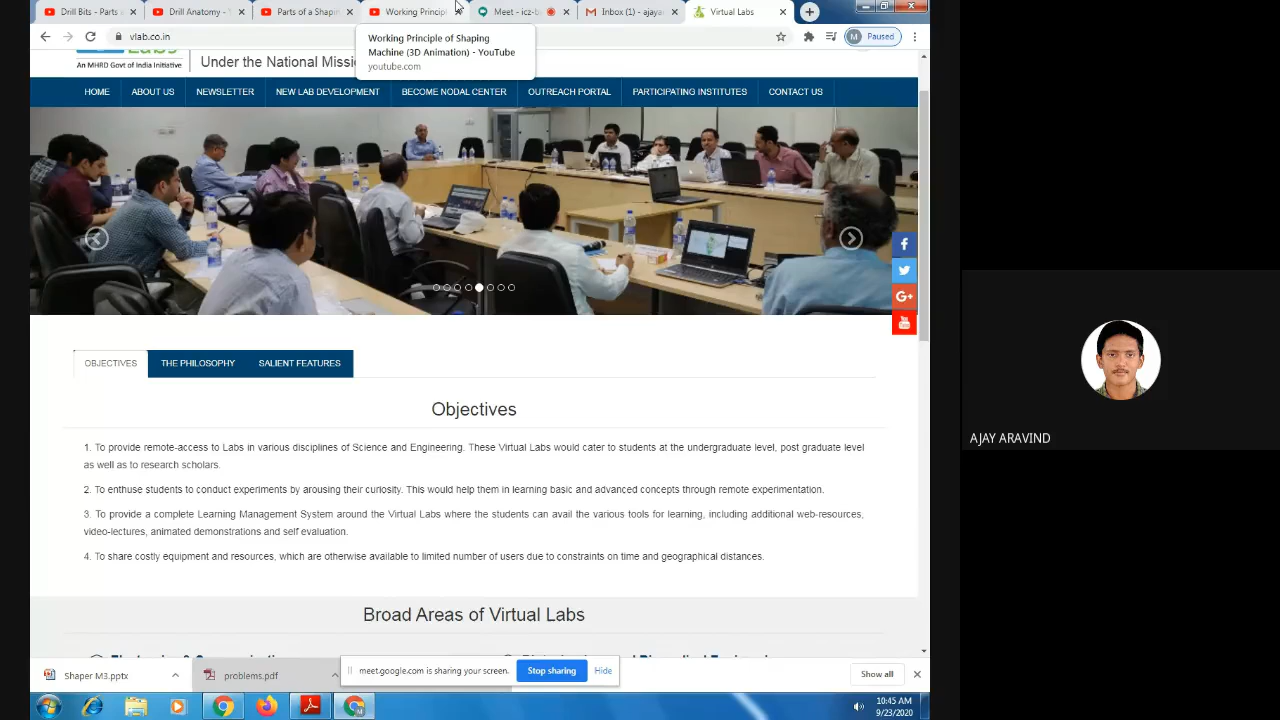 Drill Bits - Parts a
Drill Anatomy - Y
Parts of a Shapin
Working Princip
Meet - icz-b
Inbox (1) - ajayar
Virtual Labs
vlab.co.in
Paused
Working Principle of Shaping
Machine (3D Animation) - YouTube
youtube.com
An MHRD Govt of India Initiative
Under the National Missio
HOME
ABOUT US
NEWSLETTER
NEW LAB DEVELOPMENT
BECOME NODAL CENTER
OUTREACH PORTAL
PARTICIPATING INSTITUTES
CONTACT US
OBJECTIVES
THE PHILOSOPHY
SALIENT FEATURES
Objectives
1. To provide remote-access to Labs in various disciplines of Science and Engineering. These Virtual Labs would cater to students at the undergraduate level, post graduate level
as well as to research scholars.
2. To enthuse students to conduct experiments by arousing their curiosity. This would help them in learning basic and advanced concepts through remote experimentation.
3. To provide a complete Learning Management System around the Virtual Labs where the students can avail the various tools for learning, including additional web-resources,
video-lectures, animated demonstrations and self evaluation.
4. To share costly equipment and resources, which are otherwise available to limited number of users due to constraints on time and geographical distances.
Broad Areas of Virtual Labs
meet.google.com is sharing your screen.
Stop sharing
Hide
Shaper M3.pptx
problems.pdf
Show all
10:45 AM
9/23/2020
AJAY ARAVIND